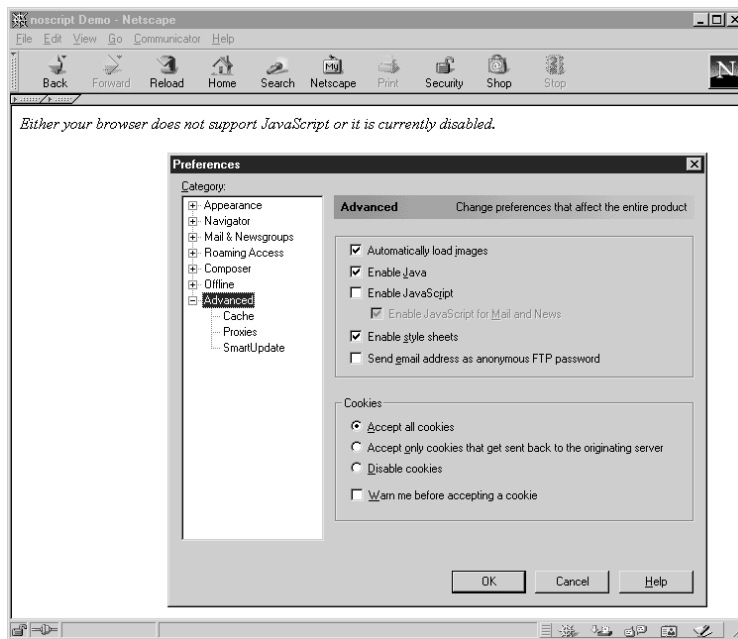 noscript Demo - Netscape
File Edit View Go Communicator Help
Back Forward Reload Home Search Netscape Print Security Shop Stop
N
Either your browser does not support JavaScript or it is currently disabled.
Preferences
Category:
Appearance
Navigator
Mail & Newsgroups
Roaming Access
Composer
Offline
Advanced
Cache
Proxies
SmartUpdate
Advanced Change preferences that affect the entire product
Automatically load images
Enable Java
Enable JavaScript
Enable JavaScript for Mail and News
Enable style sheets
Send email address as anonymous FTP password
Cookies
Accept all cookies
Accept only cookies that get sent back to the originating server
Disable cookies
Warn me before accepting a cookie
OK Cancel Help